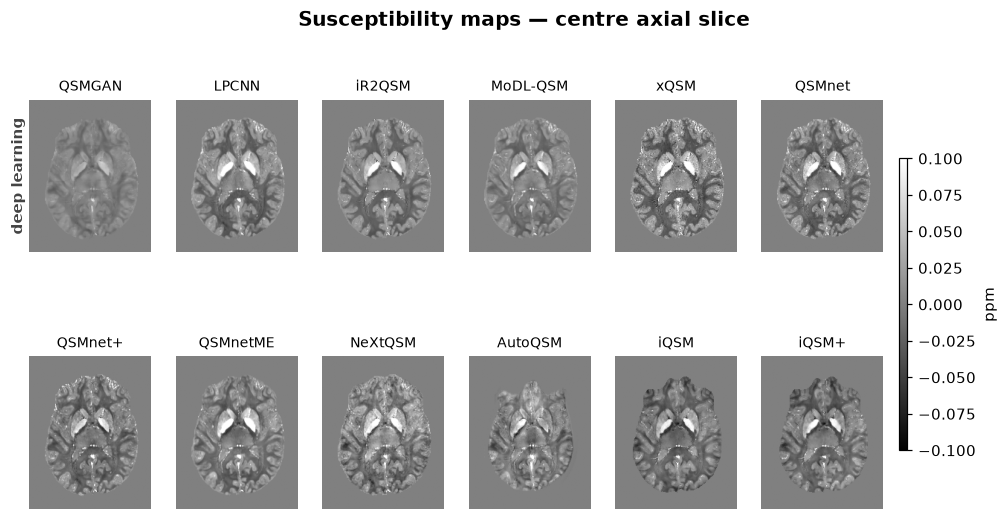 Susceptibility maps — centre axial slice
QSMGAN
LPCNN
iR2QSM
MoDL-QSM
xQSM
QSMnet
deep learning
QSMnet+
QSMnetME
NeXtQSM
AutoQSM
iQSM
iQSM+
0.100
0.075
0.050
0.025
0.000
−0.025
−0.050
−0.075
−0.100
ppm